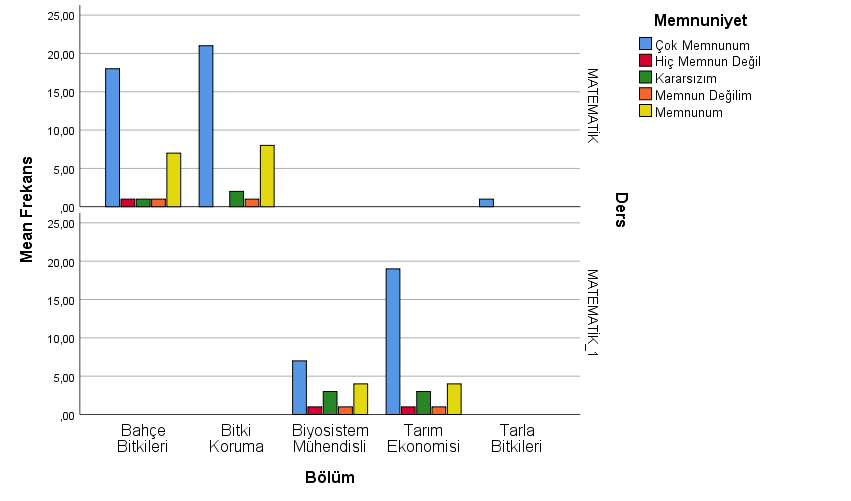 Memnuniyet
Çok Memnunum
Hiç Memnun Değil
Kararsızım
Memnun Değilim
Memnunum
Mean Frekans
25,00
20,00
15,00
10,00
5,00
,00
MATEMATİK
25,00
20,00
15,00
10,00
5,00
,00
MATEMATİK_1
Ders
Bahçe
Bitkileri
Bitki
Koruma
Biyosistem
Mühendisli
Tarım
Ekonomisi
Tarla
Bitkileri
Bölüm